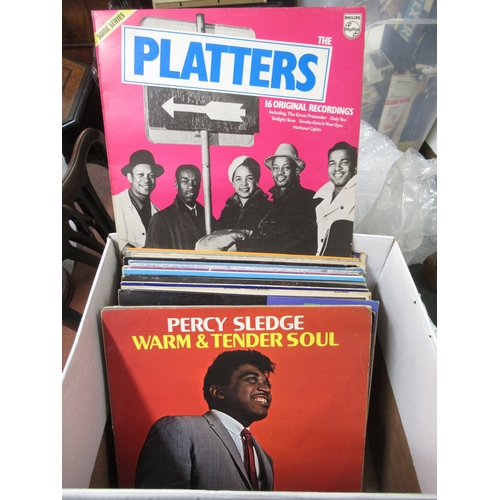 SONIC SERIES
PHILIPS
THE
PLATTERS
16 ORIGINAL RECORDINGS
Including, The Great Pretender Only You
Twilight Time Smoke Gets In Your Eyes
Harbour Lights
PERCY SLEDGE
WARM & TENDER SOUL